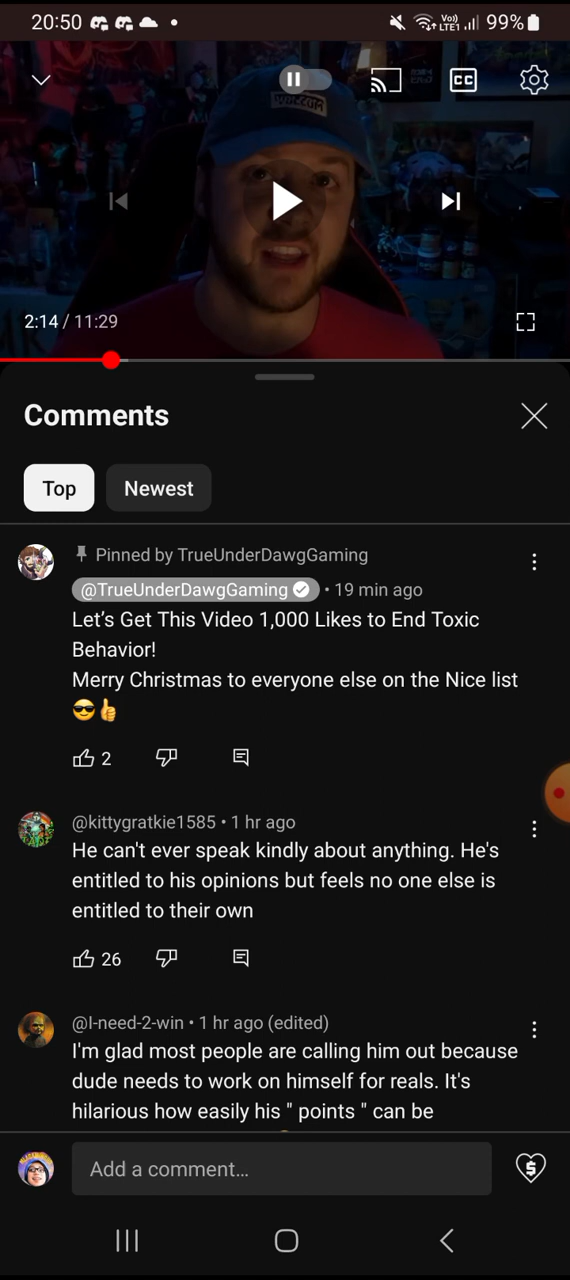 20:50
Vo))
LTE1
99%
CC
2:14 / 11:29
Comments
Top
Newest
Pinned by TrueUnderDawgGaming
@TrueUnderDawgGaming • 19 min ago
Let’s Get This Video 1,000 Likes to End Toxic
Behavior!
Merry Christmas to everyone else on the Nice list
😎👍
2
@kittygratkie1585 • 1 hr ago
He can't ever speak kindly about anything. He's
entitled to his opinions but feels no one else is
entitled to their own
26
@I-need-2-win • 1 hr ago (edited)
I'm glad most people are calling him out because
dude needs to work on himself for reals. It's
hilarious how easily his " points " can be
Add a comment…